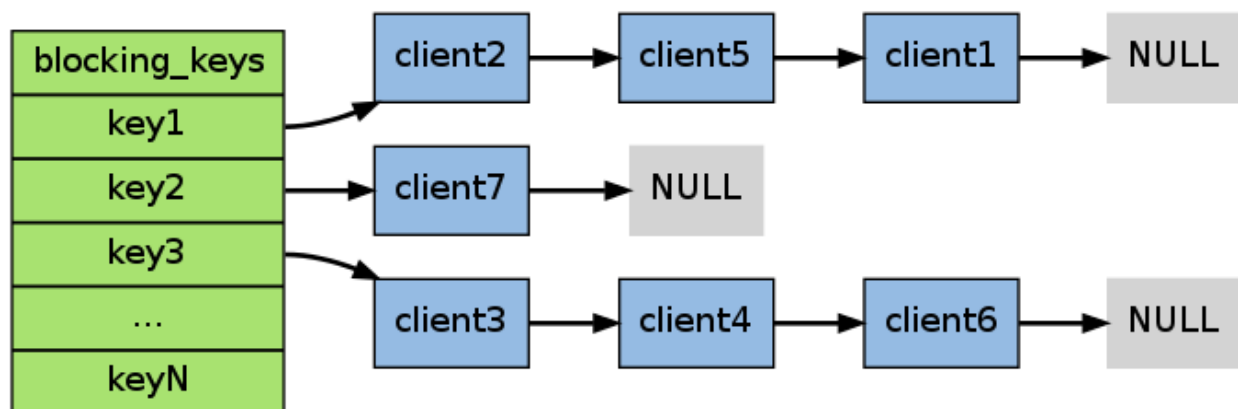 blocking_keys
key1
key2
key3
...
keyN
client2 client5 client1 NULL
client7 NULL
client3 client4 client6 NULL